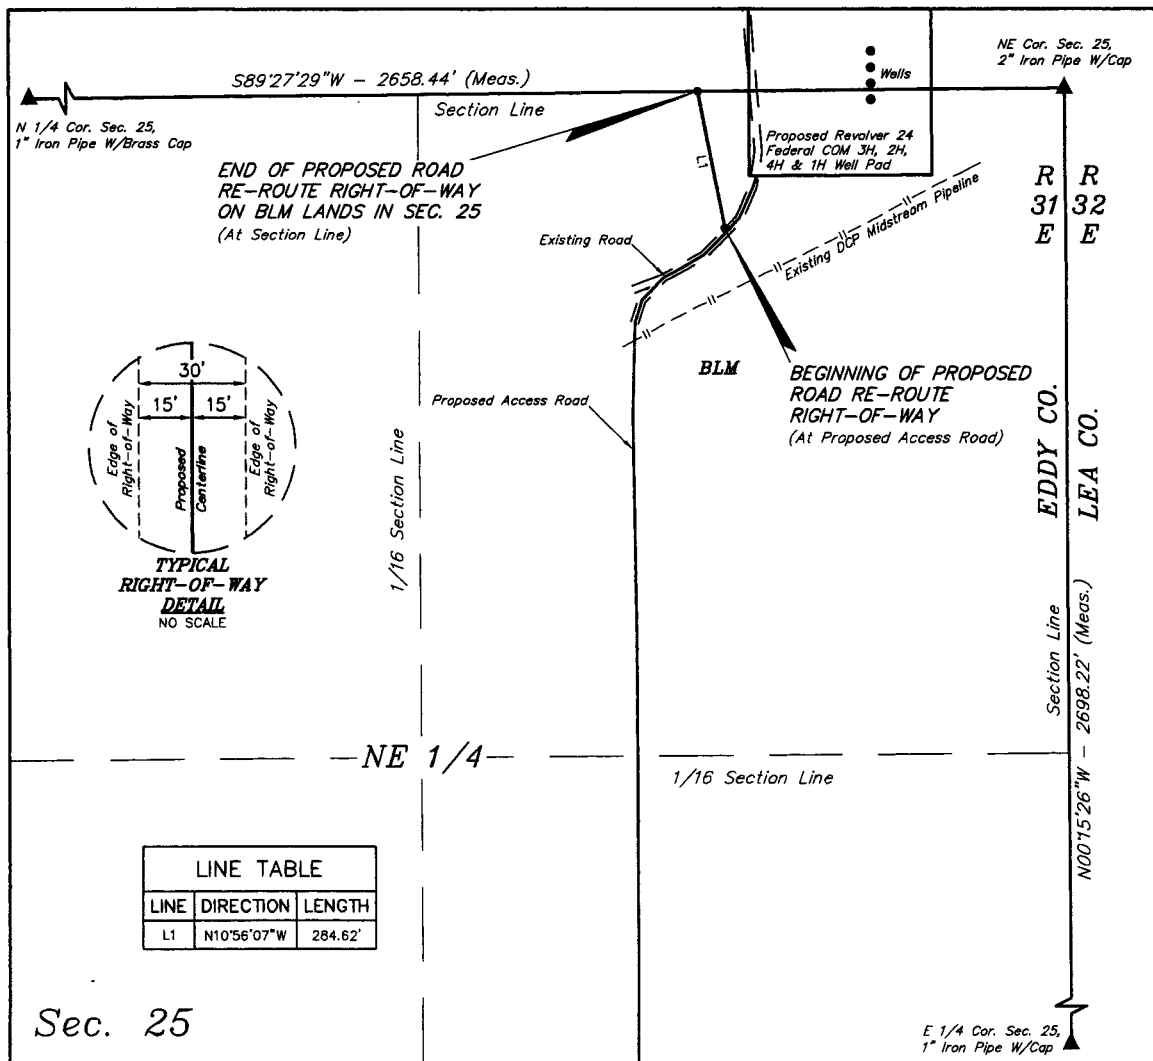 S89°27'29"W - 2658.44' (Meas.)
Section Line
N 1/4 Cor. Sec. 25,
1" Iron Pipe W/Brass Cap
NE Cor. Sec. 25,
2" Iron Pipe W/Cap
Wells
Proposed Revolver 24
Federal COM 3H, 2H,
4H & 1H Well Pad
END OF PROPOSED ROAD
RE-ROUTE RIGHT-OF-WAY
ON BLM LANDS IN SEC. 25
(At Section Line)
L1
R R
31 32
E E
Existing Road
Existing DCP Midstream Pipeline
BLM
BEGINNING OF PROPOSED
ROAD RE-ROUTE
RIGHT-OF-WAY
(At Proposed Access Road)
Proposed Access Road
30'
15' 15'
Edge of
Right-of-Way
Proposed
Centerline
Edge of
Right-of-Way
TYPICAL
RIGHT-OF-WAY
DETAIL
NO SCALE
1/16 Section Line
EDDY CO.
LEA CO.
Section Line
N00°15'26"W - 2698.22' (Meas.)
NE 1/4
1/16 Section Line
LINE TABLE
LINE DIRECTION LENGTH
L1 N10°56'07"W 284.62'
Sec. 25
E 1/4 Cor. Sec. 25,
1" Iron Pipe W/Cap